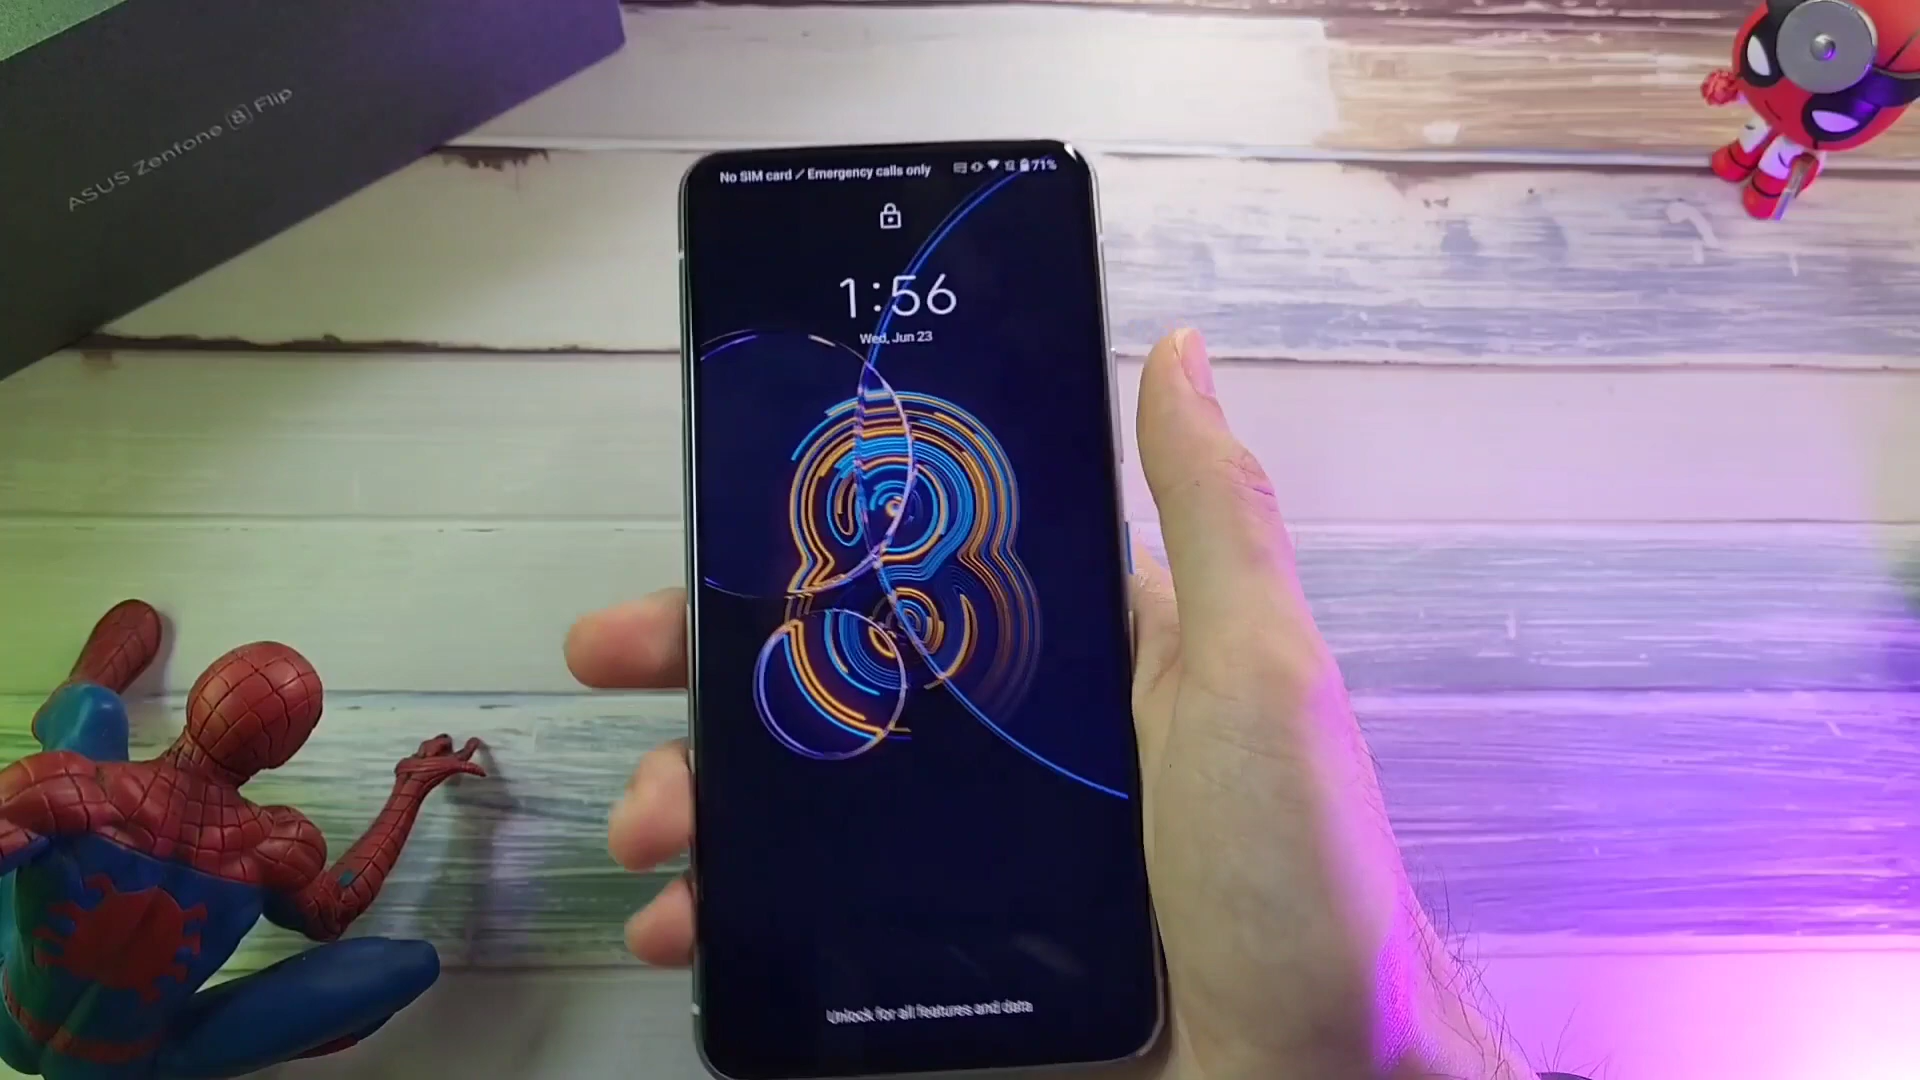 ASUS Zenfone 8 Flip
No SIM card / Emergency calls only 71%
1:56
Wed, Jun 23
8
Unlock for all features and data